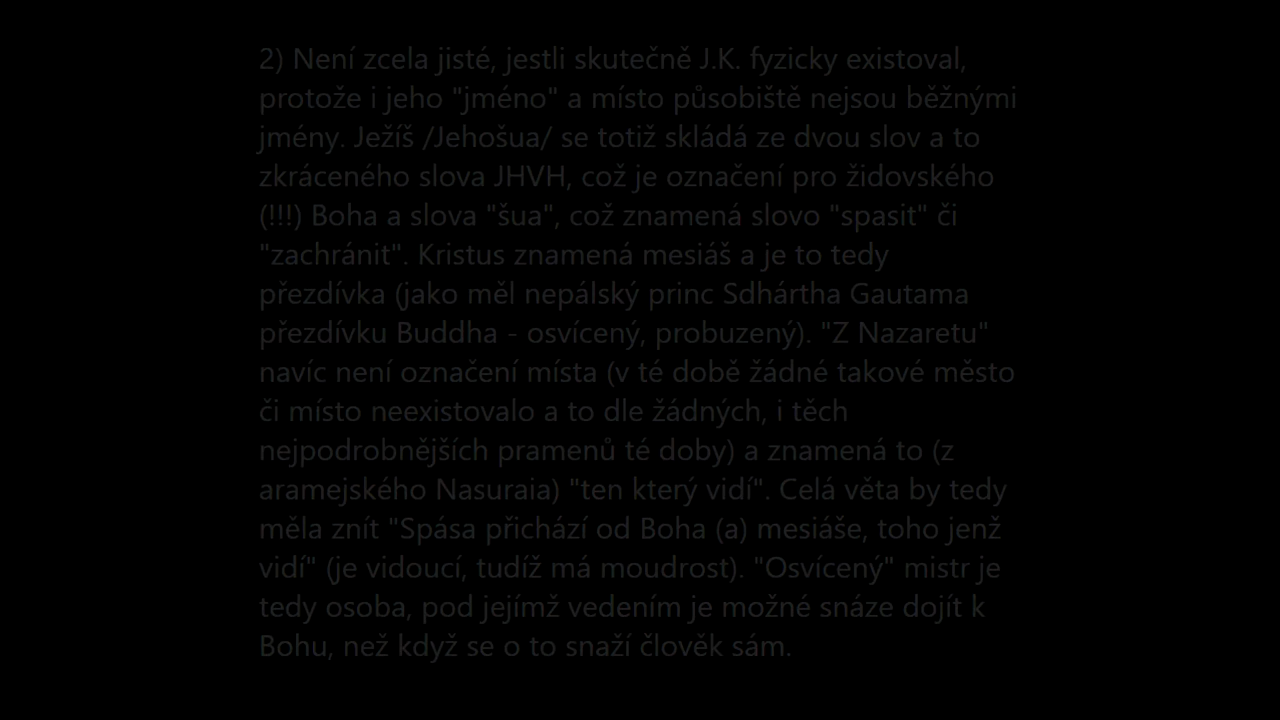 2) Není zcela jisté, jestli skutečně J.K. fyzicky existoval,
protože i jeho "jméno" a místo působiště nejsou běžnými
jmény. Ježíš /Jehošua/ se totiž skládá ze dvou slov a to
zkráceného slova JHVH, což je označení pro židovského
(!!!) Boha a slova "šua", což znamená slovo "spasit" či
"zachránit". Kristus znamená mesiáš a je to tedy
přezdívka (jako měl nepálský princ Sdhártha Gautama
přezdívku Buddha - osvícený, probuzený). "Z Nazaretu"
navíc není označení místa (v té době žádné takové město
či místo neexistovalo a to dle žádných, i těch
nejpodrobnějších pramenů té doby) a znamená to (z
aramejského Nasuraia) "ten který vidí". Celá věta by tedy
měla znít "Spása přichází od Boha (a) mesiáše, toho jenž
vidí" (je vidoucí, tudíž má moudrost). "Osvícený" mistr je
tedy osoba, pod jejímž vedením je možné snáze dojít k
Bohu, než když se o to snaží člověk sám.